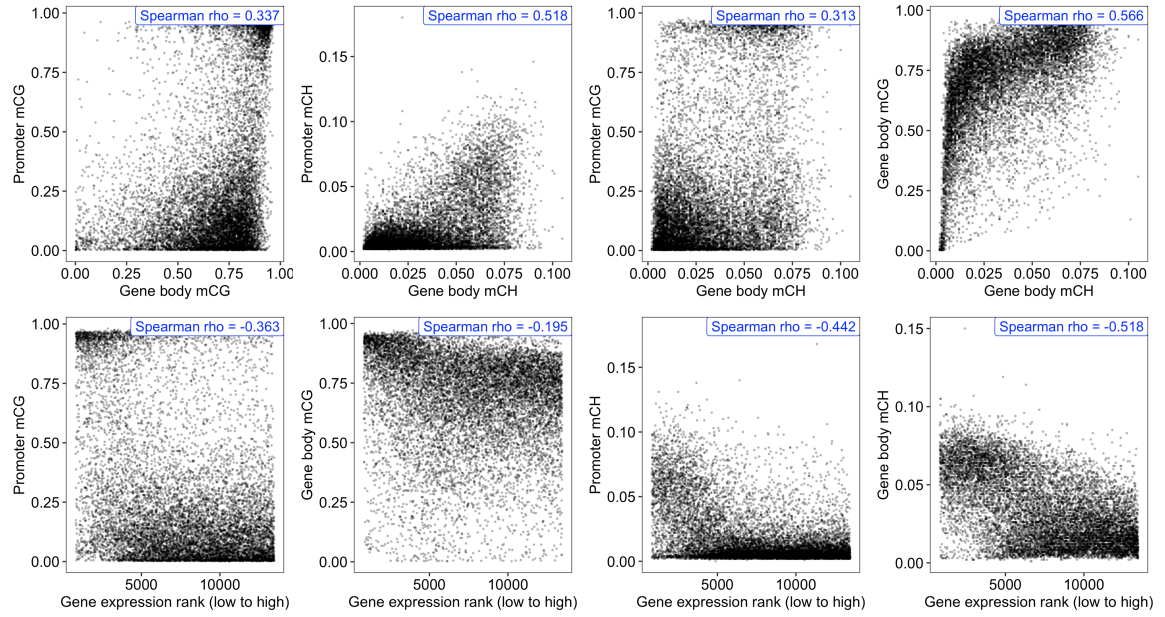 Spearman rho = 0.337
Promoter mCG
1.00
0.75
0.50
0.25
0.00
0.00 0.25 0.50 0.75 1.00
Gene body mCG
Spearman rho = 0.518
Promoter mCH
0.15
0.10
0.05
0.00
0.000 0.025 0.050 0.075 0.100
Gene body mCH
Spearman rho = 0.313
Promoter mCG
1.00
0.75
0.50
0.25
0.00
0.000 0.025 0.050 0.075 0.100
Gene body mCH
Spearman rho = 0.566
Gene body mCG
1.00
0.75
0.50
0.25
0.00
0.000 0.025 0.050 0.075 0.100
Gene body mCH
Spearman rho = -0.363
Promoter mCG
1.00
0.75
0.50
0.25
0.00
5000 10000
Gene expression rank (low to high)
Spearman rho = -0.195
Gene body mCG
1.00
0.75
0.50
0.25
0.00
5000 10000
Gene expression rank (low to high)
Spearman rho = -0.442
Promoter mCH
0.15
0.10
0.05
0.00
5000 10000
Gene expression rank (low to high)
Spearman rho = -0.518
Gene body mCH
0.15
0.10
0.05
0.00
5000 10000
Gene expression rank (low to high)